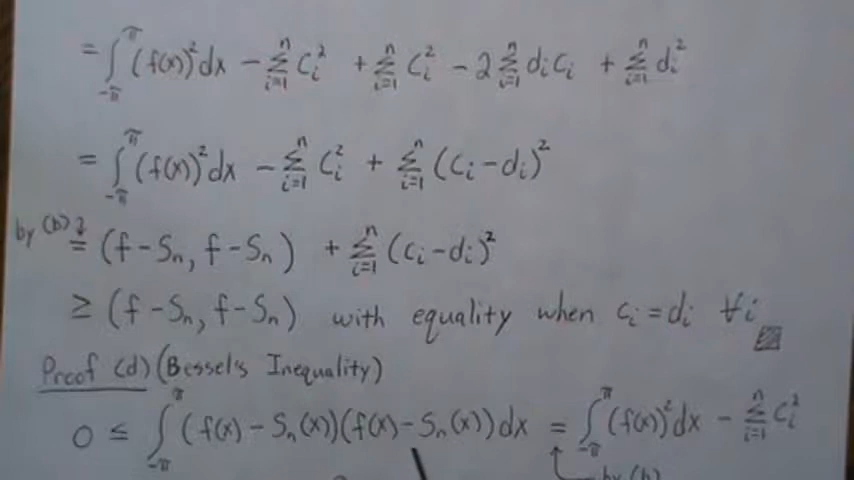 = ∫_{-π}^{π} (f(x))² dx - Σ_{i=1}^{n} c_i² + Σ_{i=1}^{n} c_i² - 2 Σ_{i=1}^{n} d_i c_i + Σ_{i=1}^{n} d_i²
= ∫_{-π}^{π} (f(x))² dx - Σ_{i=1}^{n} c_i² + Σ_{i=1}^{n} (c_i - d_i)²
by (b) = (f - S_n, f - S_n) + Σ_{i=1}^{n} (c_i - d_i)²
≥ (f - S_n, f - S_n) with equality when c_i = d_i ∀i
Proof (d) (Bessel's Inequality)
0 ≤ ∫_{-π}^{π} (f(x) - S_n(x))(f(x) - S_n(x)) dx = ∫_{-π}^{π} (f(x))² dx - Σ_{i=1}^{n} c_i²
by (b)